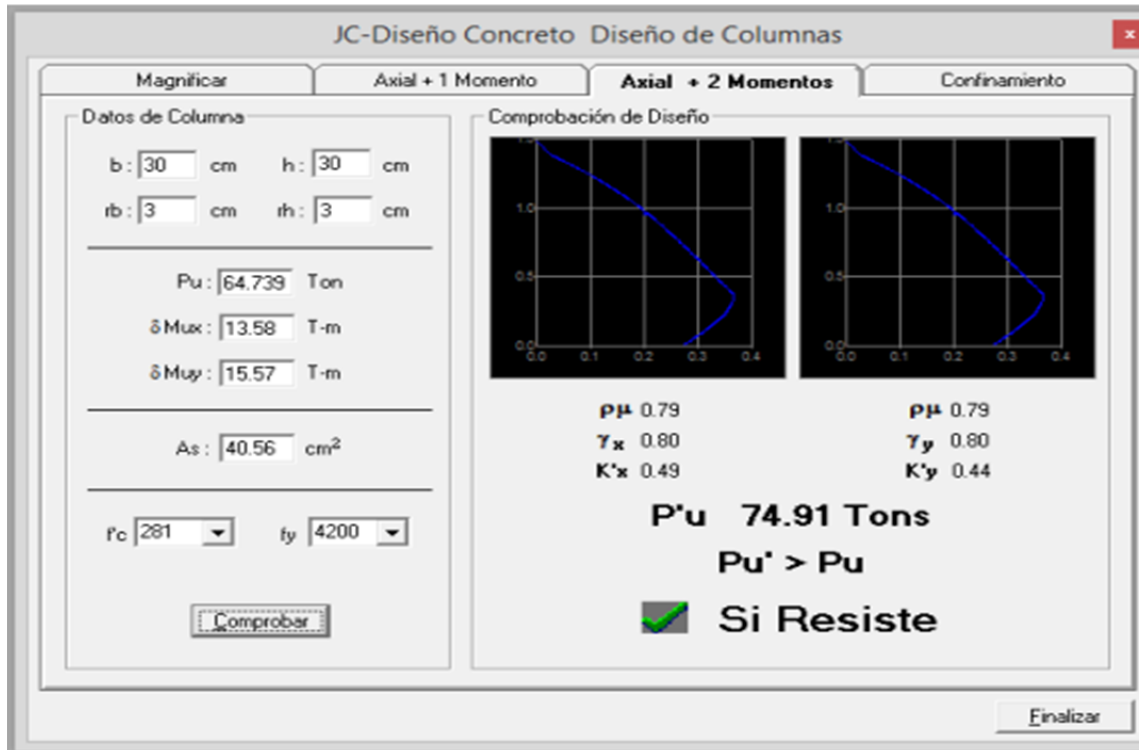 JC-Diseño Concreto Diseño de Columnas
x
Magnificar
Axial + 1 Momento
Axial + 2 Momentos
Confinamiento
Datos de Columna
b : 30 cm h : 30 cm
rb : 3 cm rh : 3 cm
Pu : 64.739 Ton
δMux : 13.58 T-m
δMuy : 15.57 T-m
As : 40.56 cm²
f'c 281 fy 4200
Comprobar
Comprobación de Diseño
1.0
0.5
0.0
0.0 0.1 0.2 0.3 0.4
1.0
0.5
0.0
0.0 0.1 0.2 0.3 0.4
ρμ 0.79
γx 0.80
K'x 0.49
ρμ 0.79
γy 0.80
K'y 0.44
P'u 74.91 Tons
Pu' > Pu
Si Resiste
Finalizar